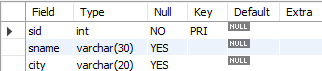 Field Type Null Key Default Extra
sid int NO PRI NULL
sname varchar(30) YES NULL
city varchar(20) YES NULL